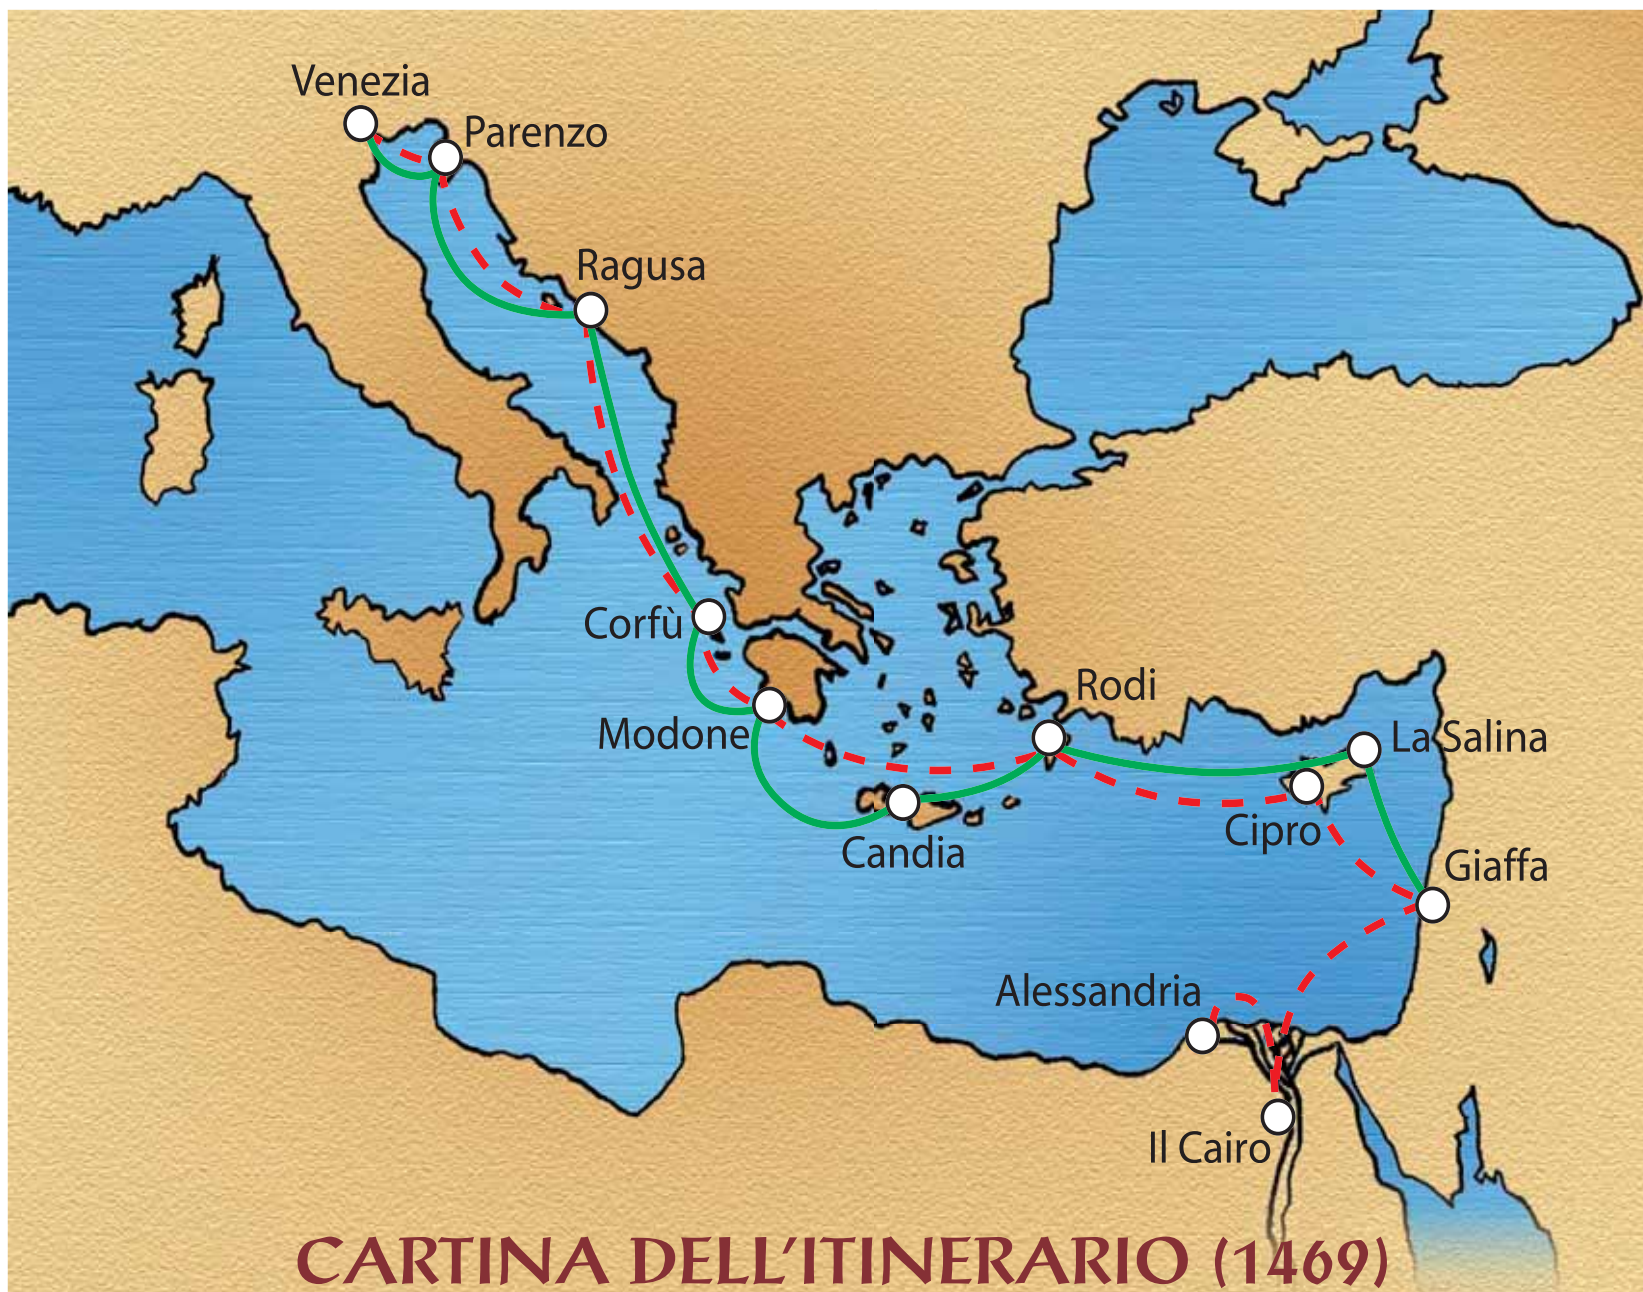 Venezia
Parenzo
Ragusa
Corfù
Modone
Rodi
La Salina
Cipro
Candia
Giaffa
Alessandria
Il Cairo
CARTINA DELL'ITINERARIO (1469)